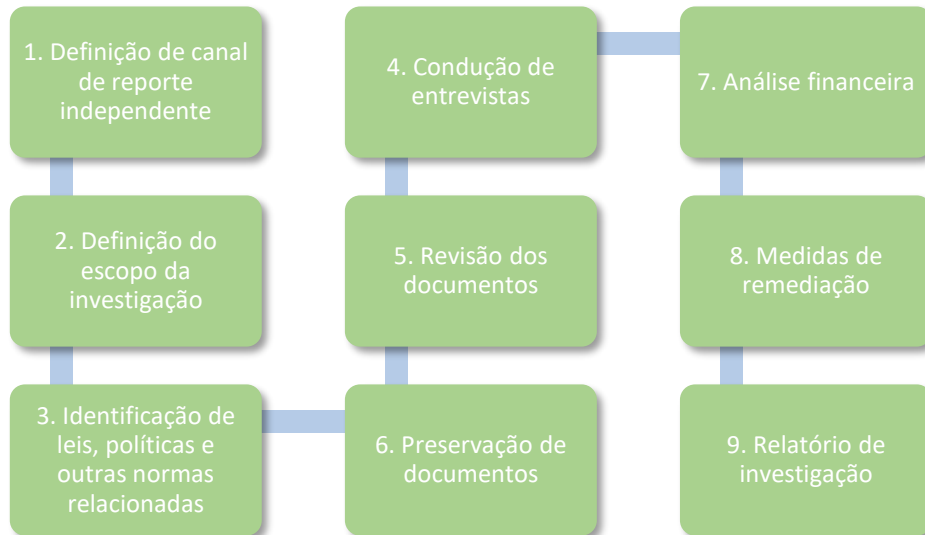 1. Definição de canal
de reporte
independente
2. Definição do
escopo da
investigação
3. Identificação de
leis, políticas e
outras normas
relacionadas
4. Condução de
entrevistas
5. Revisão dos
documentos
6. Preservação de
documentos
7. Análise financeira
8. Medidas de
remediação
9. Relatório de
investigação